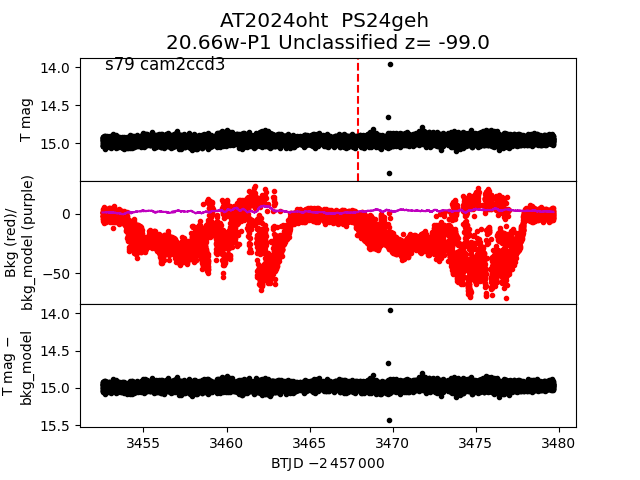 AT2024oht  PS24geh
20.66w-P1 Unclassified z= -99.0
s79 cam2ccd3
14.0
14.5
15.0
T mag
0
−50
Bkg (red)/
bkg_model (purple)
14.0
14.5
15.0
15.5
T mag −
bkg_model
3455 3460 3465 3470 3475 3480
BTJD −2 457 000